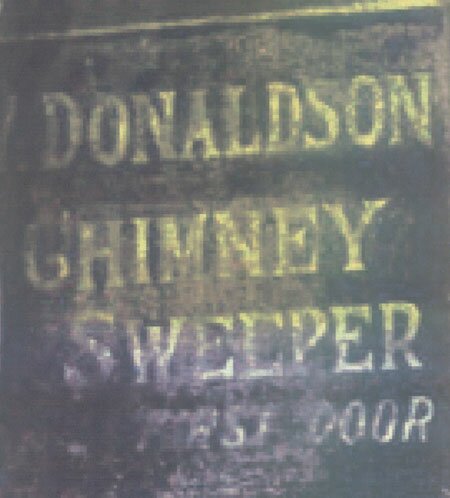 DONALDSON
CHIMNEY
SWEEPER
FIRST DOOR